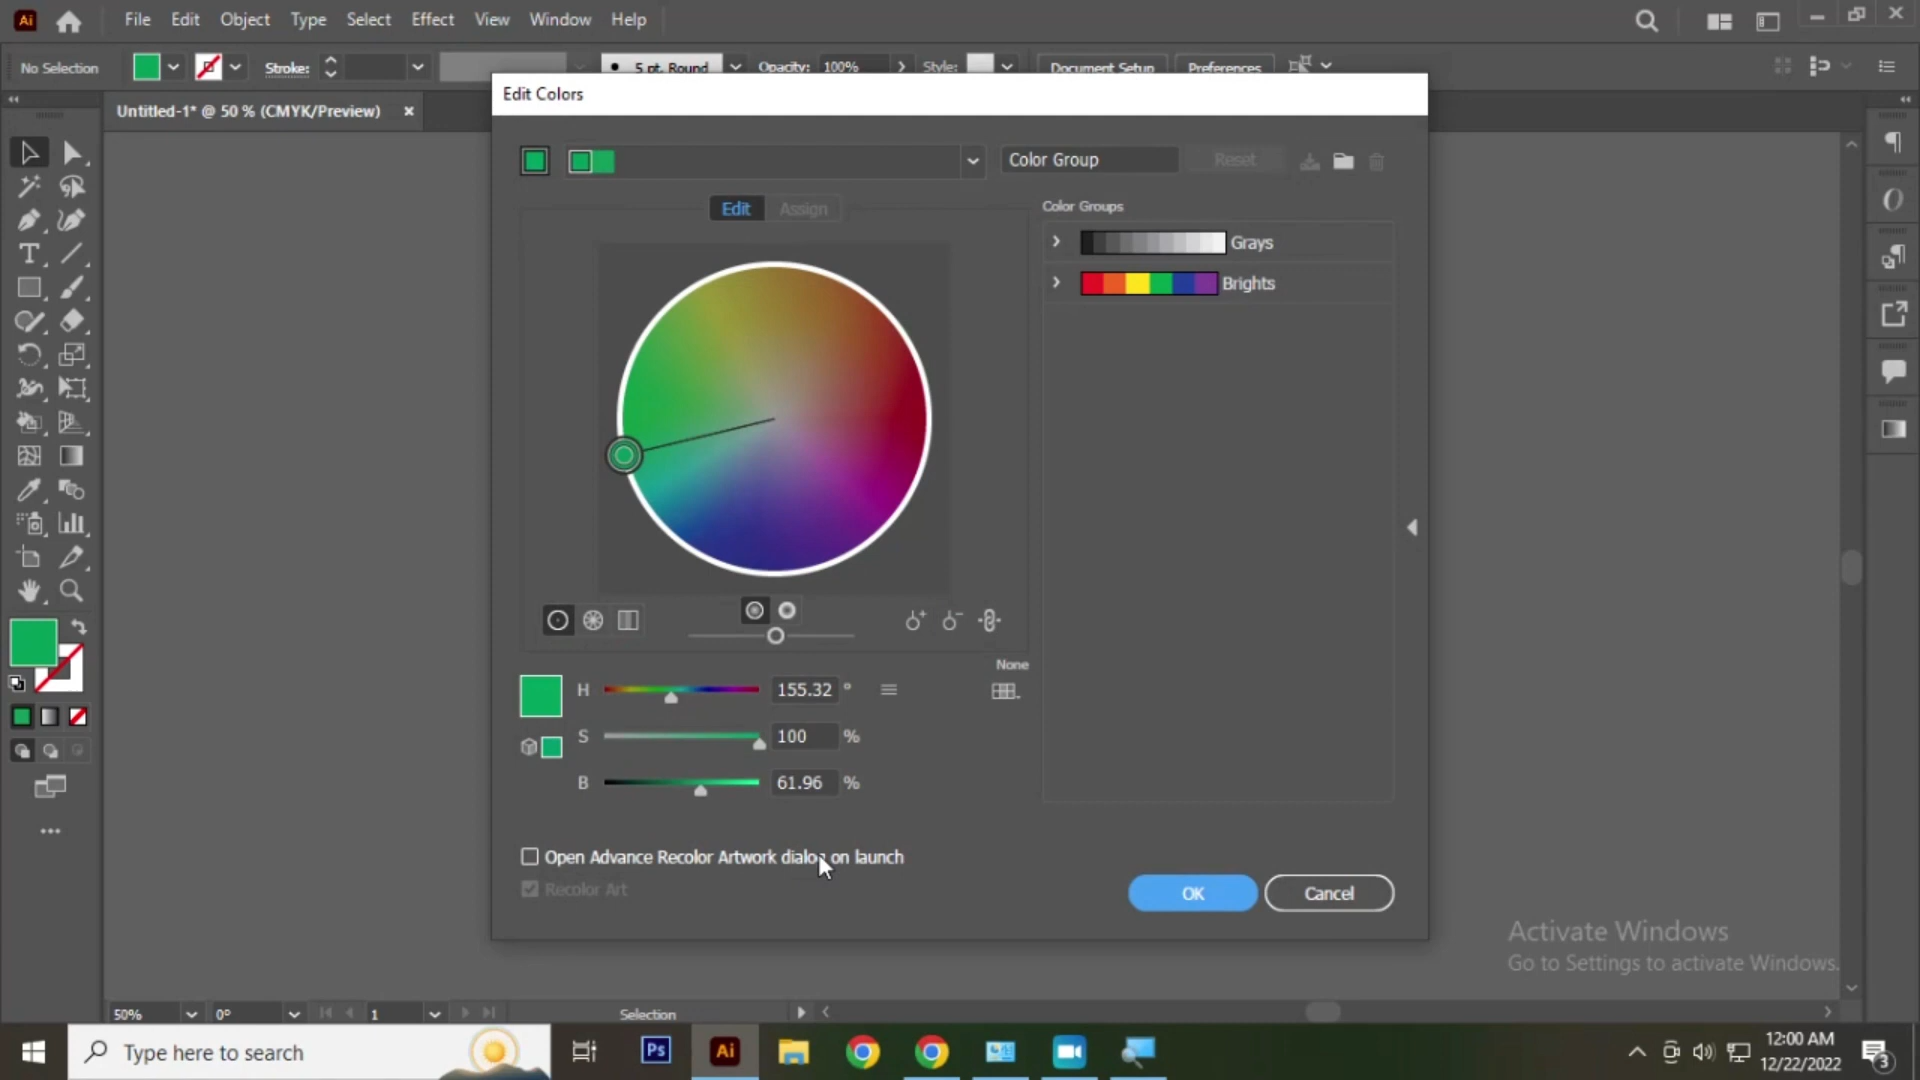 Ai File Edit Object Type Select Effect View Window Help
No Selection Stroke: 5 pt. Round Opacity: 100% Style: Document Setup Preferences
Untitled-1* @ 50 % (CMYK/Preview) ×
Edit Colors
Color Group Reset
Edit Assign
Color Groups
Grays
Brights
None
H 155.32 °
S 100 %
B 61.96 %
Open Advance Recolor Artwork dialog on launch
Recolor Art
OK Cancel
Activate Windows
Go to Settings to activate Windows.
50% 0° 1 Selection
Type here to search Ps Ai 12:00 AM
12/22/2022 3